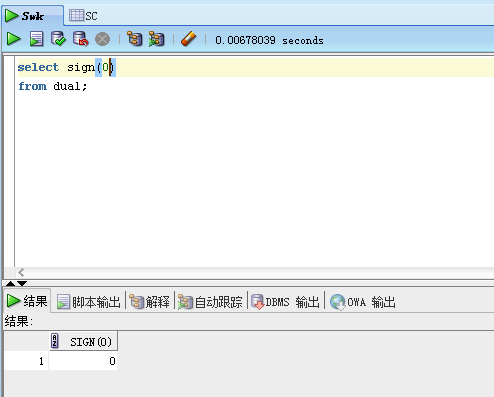 Swk SC
0.00678039 seconds
select sign(0)
from dual;
结果 脚本输出 解释 自动跟踪 DBMS 输出 OWA 输出
结果:
SIGN(0)
1 0